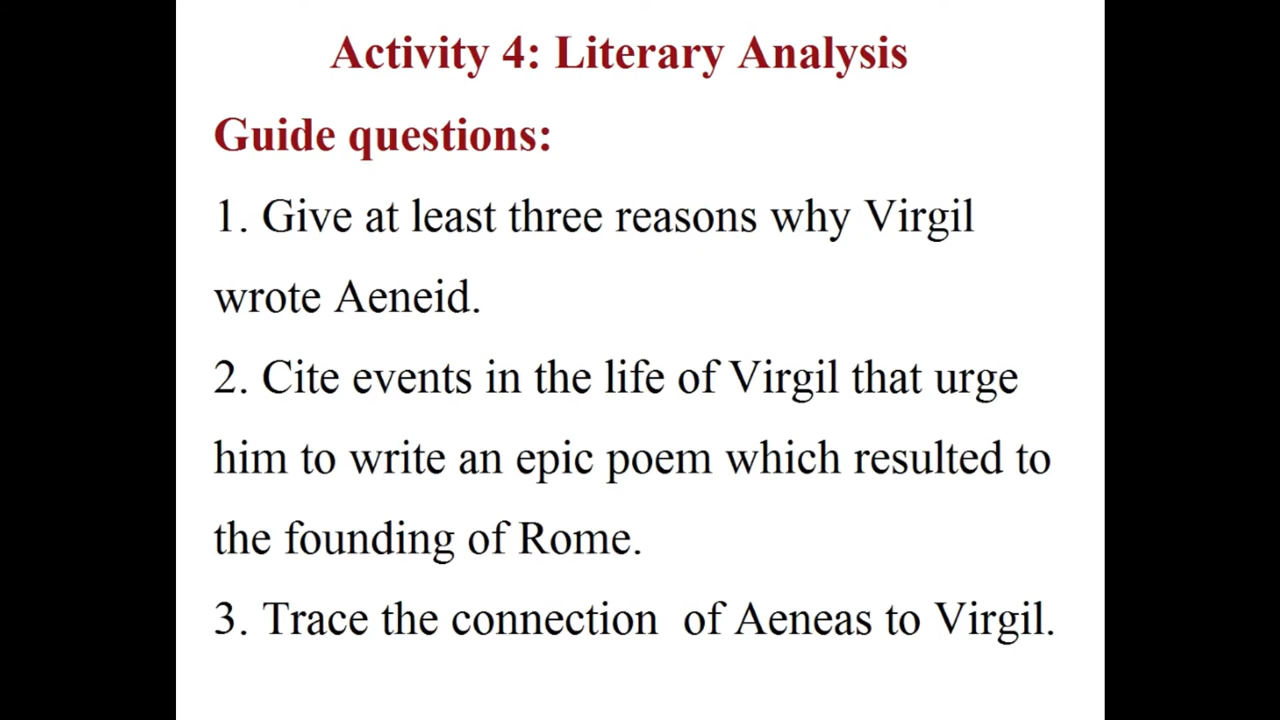 Activity 4: Literary Analysis
Guide questions:
1. Give at least three reasons why Virgil
wrote Aeneid.
2. Cite events in the life of Virgil that urge
him to write an epic poem which resulted to
the founding of Rome.
3. Trace the connection  of Aeneas to Virgil.